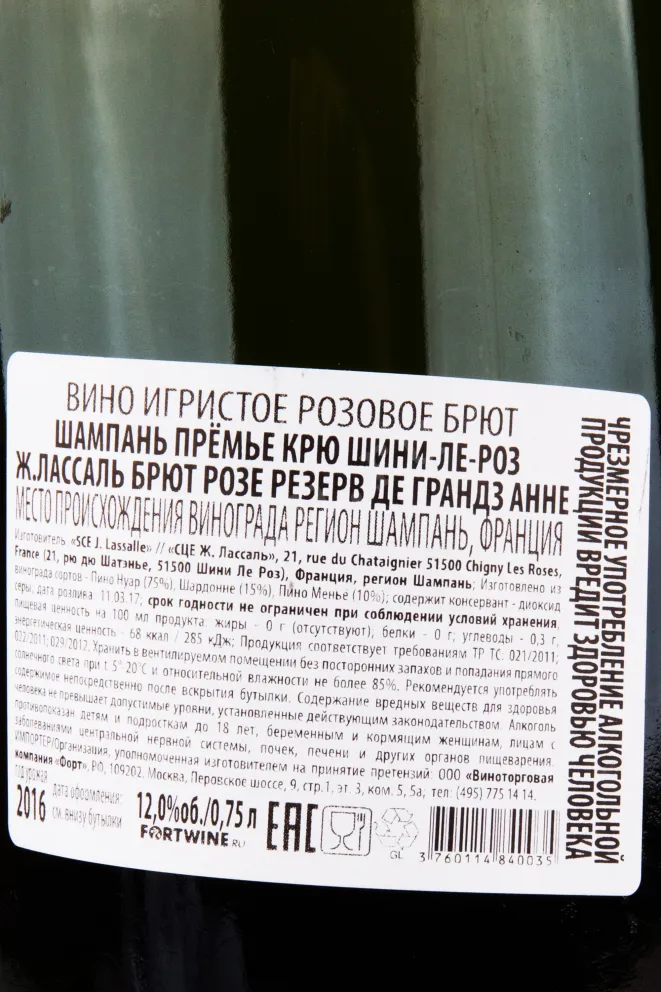 ВИНО ИГРИСТОЕ РОЗОВОЕ БРЮТ
ШАМПАНЬ ПРЁМЬЕ КРЮ ШИНИ-ЛЕ-РОЗ
Ж.ЛАССАЛЬ БРЮТ РОЗЕ РЕЗЕРВ ДЕ ГРАНДЗ АННЕ
МЕСТО ПРОИСХОЖДЕНИЯ ВИНОГРАДА РЕГИОН ШАМПАНЬ, ФРАНЦИЯ
Изготовитель «SCE J. Lassalle» // «СЦЕ Ж. Лассаль», 21, rue du Chataignier 51500 Chigny Les Roses,
France (21, рю дю Шатэнье, 51500 Шини Ле Роз), Франция, регион Шампань; Изготовлено из
винограда сортов - Пино Нуар (75%), Шардонне (15%), Пино Менье (10%); содержит консервант - диоксид
серы; дата розлива: 11.03.17; срок годности не ограничен при соблюдении условий хранения,
пищевая ценность на 100 мл продукта: жиры - 0 г (отсутствуют), белки - 0 г; углеводы - 0,3 г,
энергетическая ценность - 68 ккал / 285 кДж; Продукция соответствует требованиям ТР ТС: 021/2011;
022/2011; 029/2012. Хранить в вентилируемом помещении без посторонних запахов и попадания прямого
солнечного света при t 5°-20°C и относительной влажности не более 85%. Рекомендуется употреблять
содержимое непосредственно после вскрытия бутылки. Содержание вредных веществ для здоровья
человека не превышает допустимые уровни, установленные действующим законодательством. Алкоголь
противопоказан детям и подросткам до 18 лет, беременным и кормящим женщинам, лицам с
заболеваниями центральной нервной системы, почек, печени и других органов пищеварения.
ИМПОРТЕР/Организация, уполномоченная изготовителем на принятие претензий: ООО «Виноторговая
компания «Форт», РФ, 109202, Москва, Перовское шоссе, 9, стр.1, эт. 3, ком. 5, 5а; тел: (495) 775 14 14.
год урожая
2016
дата оформления:
см. внизу бутылки
12,0%об./0,75 л
FORTWINE.RU
EAC
GL
3 760114 840035
ЧРЕЗМЕРНОЕ УПОТРЕБЛЕНИЕ АЛКОГОЛЬНОЙ
ПРОДУКЦИИ ВРЕДИТ ЗДОРОВЬЮ ЧЕЛОВЕКА